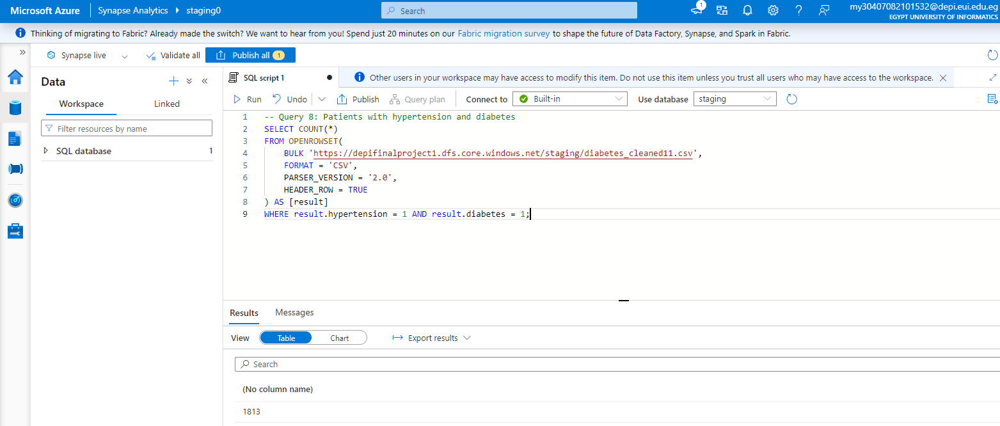 Microsoft Azure
Synapse Analytics
staging0
Search
1
my30407082101532@depi.eui.edu.eg
EGYPT UNIVERSITY OF INFORMATICS
Thinking of migrating to Fabric? Already made the switch? We want to hear from you! Spend just 20 minutes on our Fabric migration survey to shape the future of Data Factory, Synapse, and Spark in Fabric.
Synapse live
Validate all
Publish all 1
Data
Workspace
Linked
Filter resources by name
SQL database 1
SQL script 1
Other users in your workspace may have access to modify this item. Do not use this item unless you trust all users who may have access to the workspace.
Run
Undo
Publish
Query plan
Connect to
Built-in
Use database
staging
1 -- Query 8: Patients with hypertension and diabetes
2 SELECT COUNT(*)
3 FROM OPENROWSET(
4 BULK 'https://depifinalproject1.dfs.core.windows.net/staging/diabetes_cleaned11.csv',
5 FORMAT = 'CSV',
6 PARSER_VERSION = '2.0',
7 HEADER_ROW = TRUE
8 ) AS [result]
9 WHERE result.hypertension = 1 AND result.diabetes = 1;
Results
Messages
View
Table
Chart
Export results
Search
(No column name)
1813